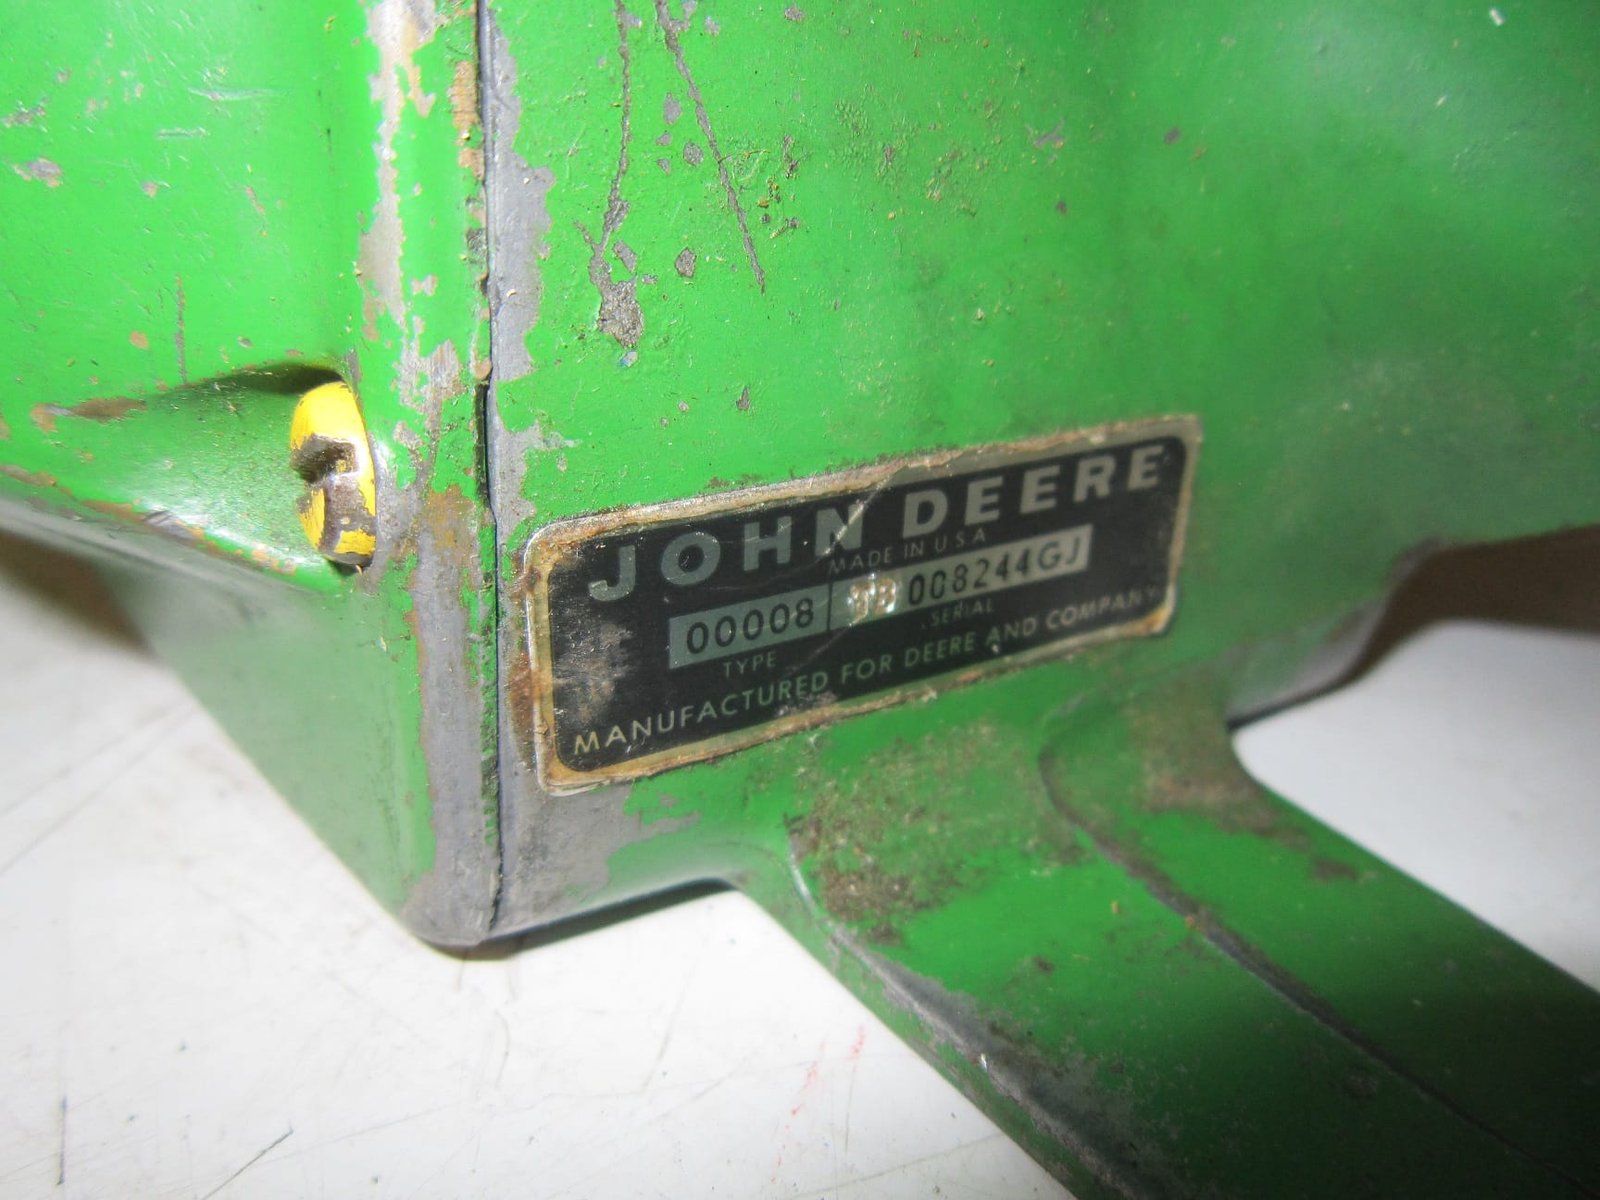 JOHN DEERE
MADE IN U S A
00008 008244GJ
TYPE SERIAL
MANUFACTURED FOR DEERE AND COMPANY